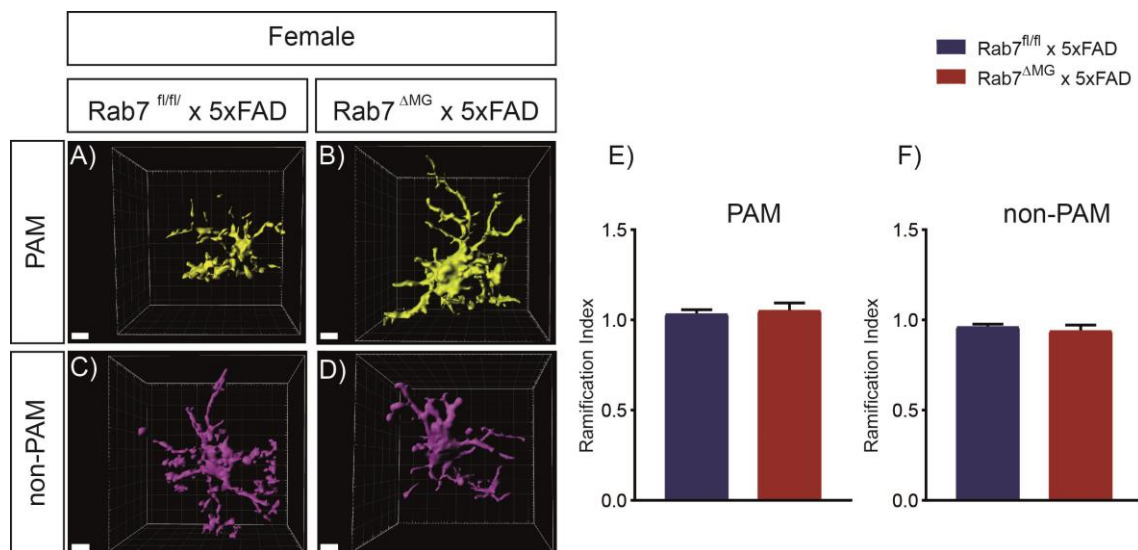 Female
Rab7 fl/fl/ x 5xFAD
Rab7 ΔMG x 5xFAD
PAM
non-PAM
A)
B)
C)
D)
Rab7fl/fl x 5xFAD
Rab7ΔMG x 5xFAD
E)
PAM
Ramification Index
1.5
1.0
0.5
0.0
F)
non-PAM
Ramification Index
1.5
1.0
0.5
0.0